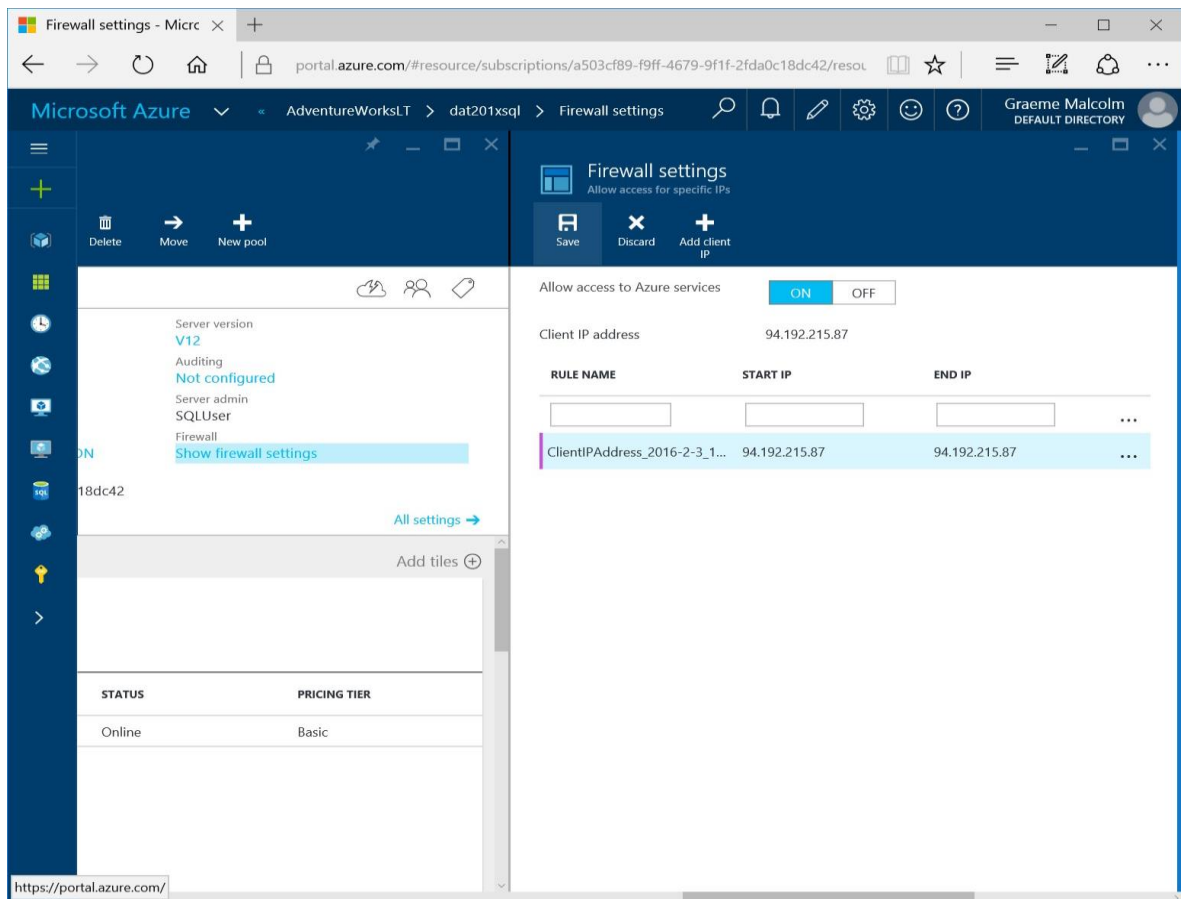 Firewall settings - Micrc
portal.azure.com/#resource/subscriptions/a503cf89-f9ff-4679-9f1f-2fda0c18dc42/resou
Microsoft Azure « AdventureWorksLT > dat201xsql > Firewall settings Graeme Malcolm
DEFAULT DIRECTORY
Delete Move New pool
Server version
V12
Auditing
Not configured
Server admin
SQLUser
Firewall
ON Show firewall settings
18dc42
All settings →
Add tiles
STATUS PRICING TIER
Online Basic
https://portal.azure.com/
Firewall settings
Allow access for specific IPs
Save Discard Add client
IP
Allow access to Azure services ON OFF
Client IP address 94.192.215.87
RULE NAME START IP END IP
...
ClientIPAddress_2016-2-3_1... 94.192.215.87 94.192.215.87 ...